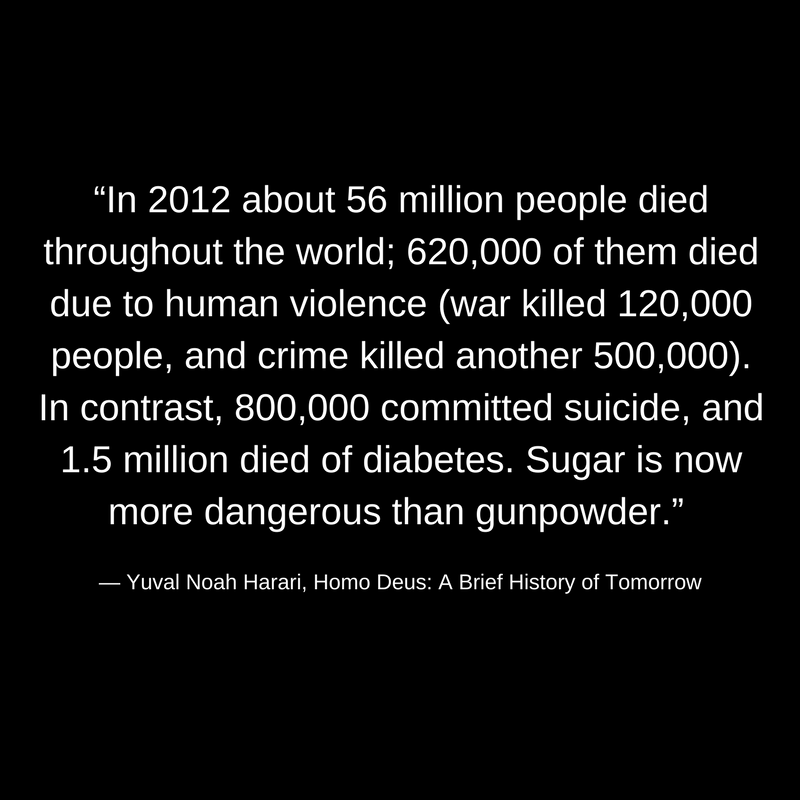 “In 2012 about 56 million people died
throughout the world; 620,000 of them died
due to human violence (war killed 120,000
people, and crime killed another 500,000).
In contrast, 800,000 committed suicide, and
1.5 million died of diabetes. Sugar is now
more dangerous than gunpowder.”
— Yuval Noah Harari, Homo Deus: A Brief History of Tomorrow